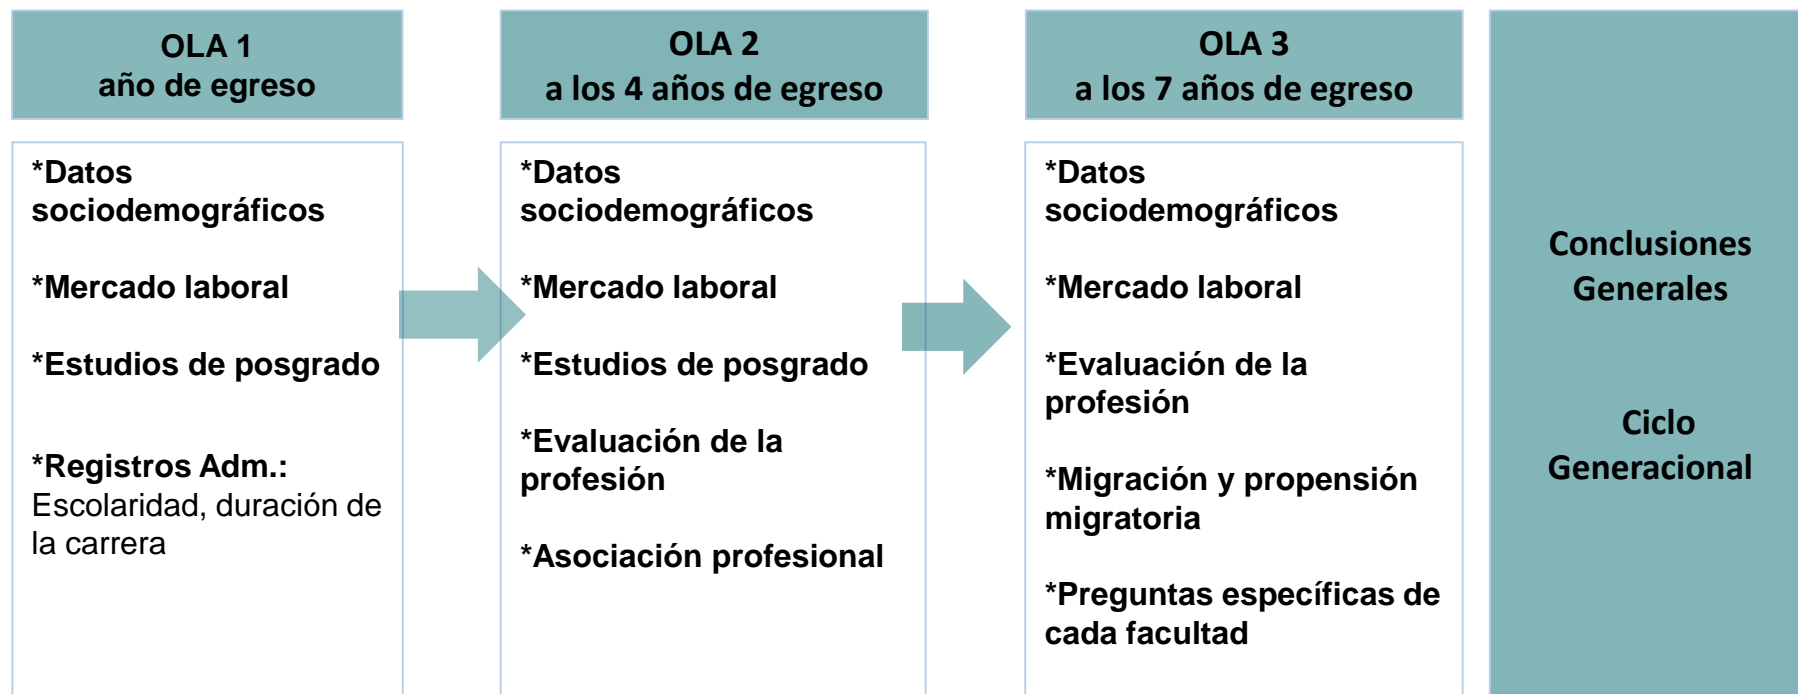 OLA 1
año de egreso
*Datos
sociodemográficos
*Mercado laboral
*Estudios de posgrado
*Registros Adm.:
Escolaridad, duración de
la carrera
OLA 2
a los 4 años de egreso
*Datos
sociodemográficos
*Mercado laboral
*Estudios de posgrado
*Evaluación de la
profesión
*Asociación profesional
OLA 3
a los 7 años de egreso
*Datos
sociodemográficos
*Mercado laboral
*Evaluación de la
profesión
*Migración y propensión
migratoria
*Preguntas específicas de
cada facultad
Conclusiones
Generales
Ciclo
Generacional